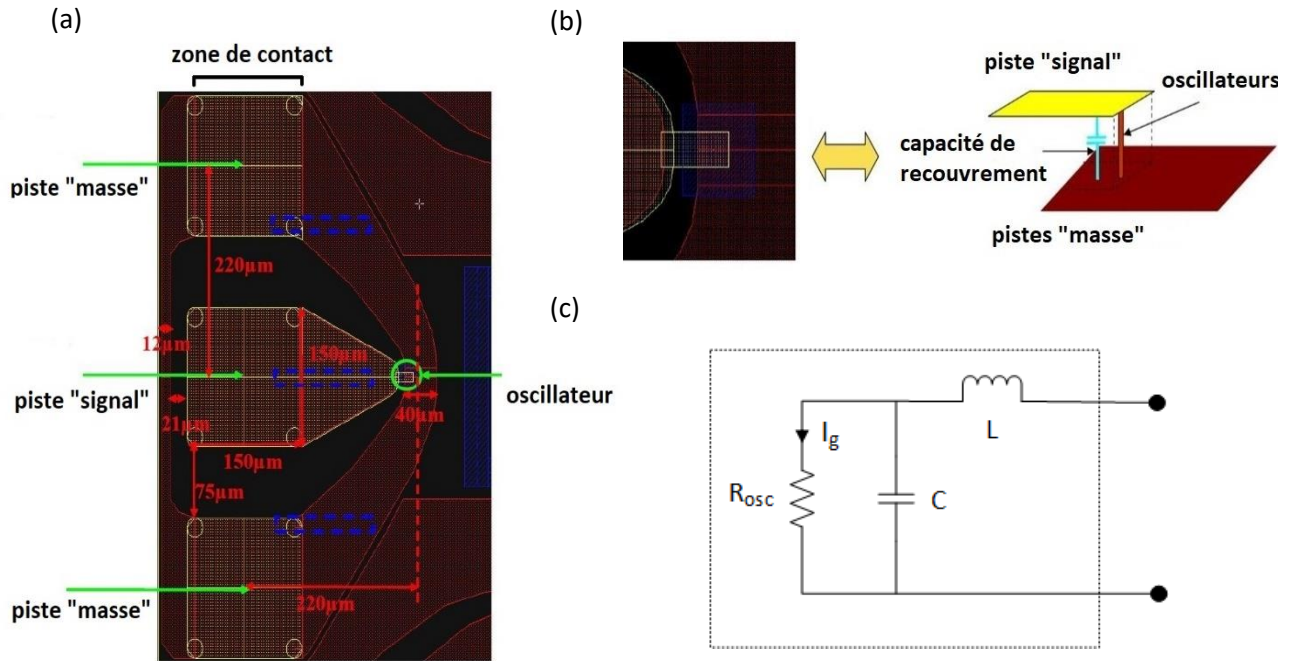 (a)
zone de contact
piste "masse"
220µm
12µm
150µm
piste "signal"
oscillateur
40µm
21µm
150µm
75µm
piste "masse"
220µm
(b)
piste "signal"
oscillateurs
capacité de
recouvrement
pistes "masse"
(c)
L
Ig
Rosc
C